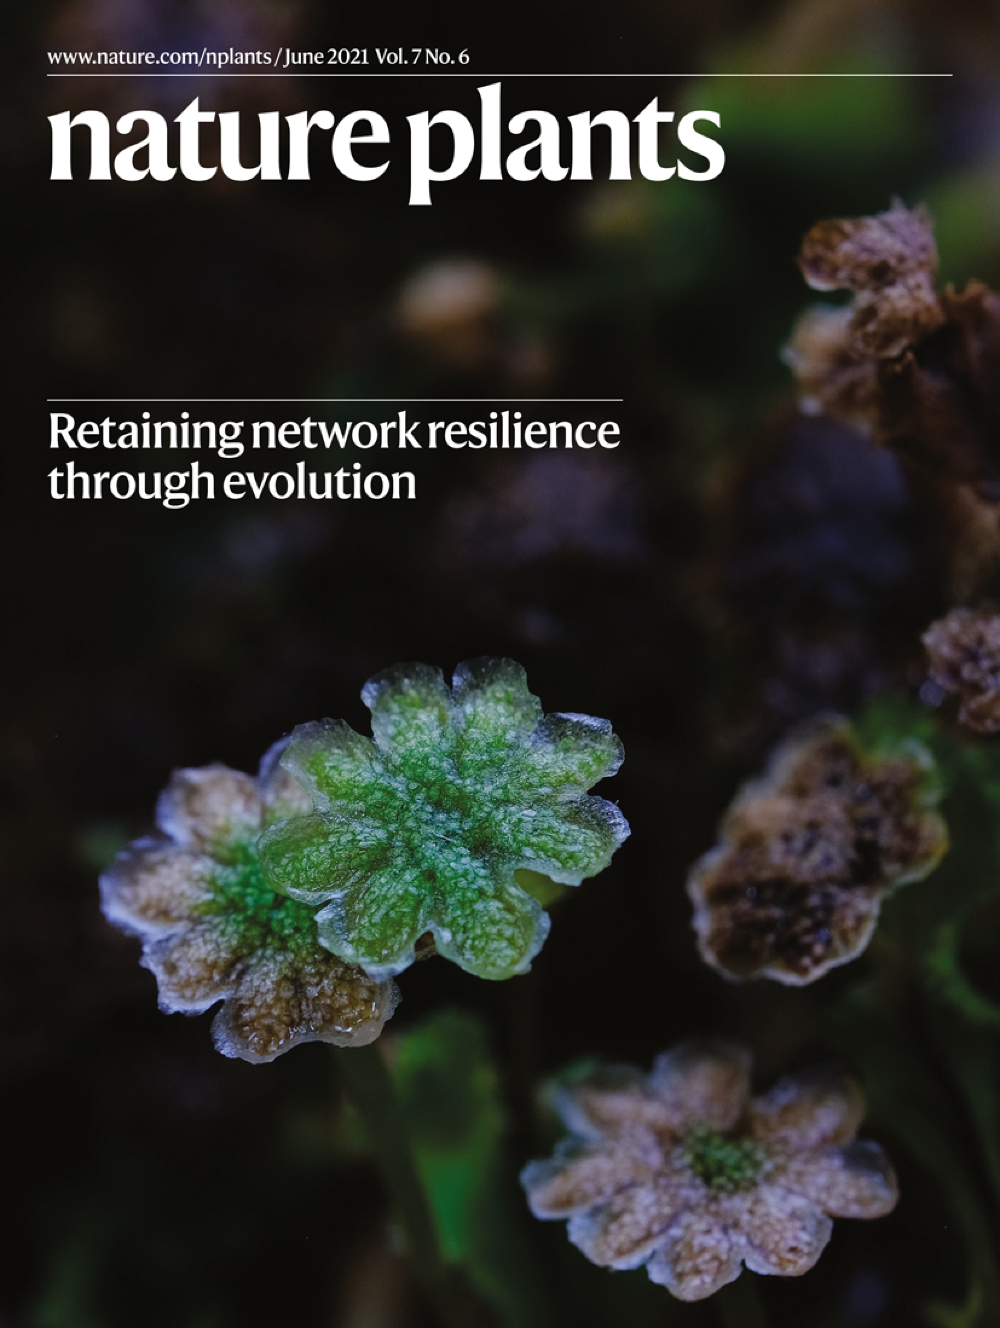 www.nature.com/nplants / June 2021 Vol. 7 No. 6
nature plants
Retaining network resilience
through evolution